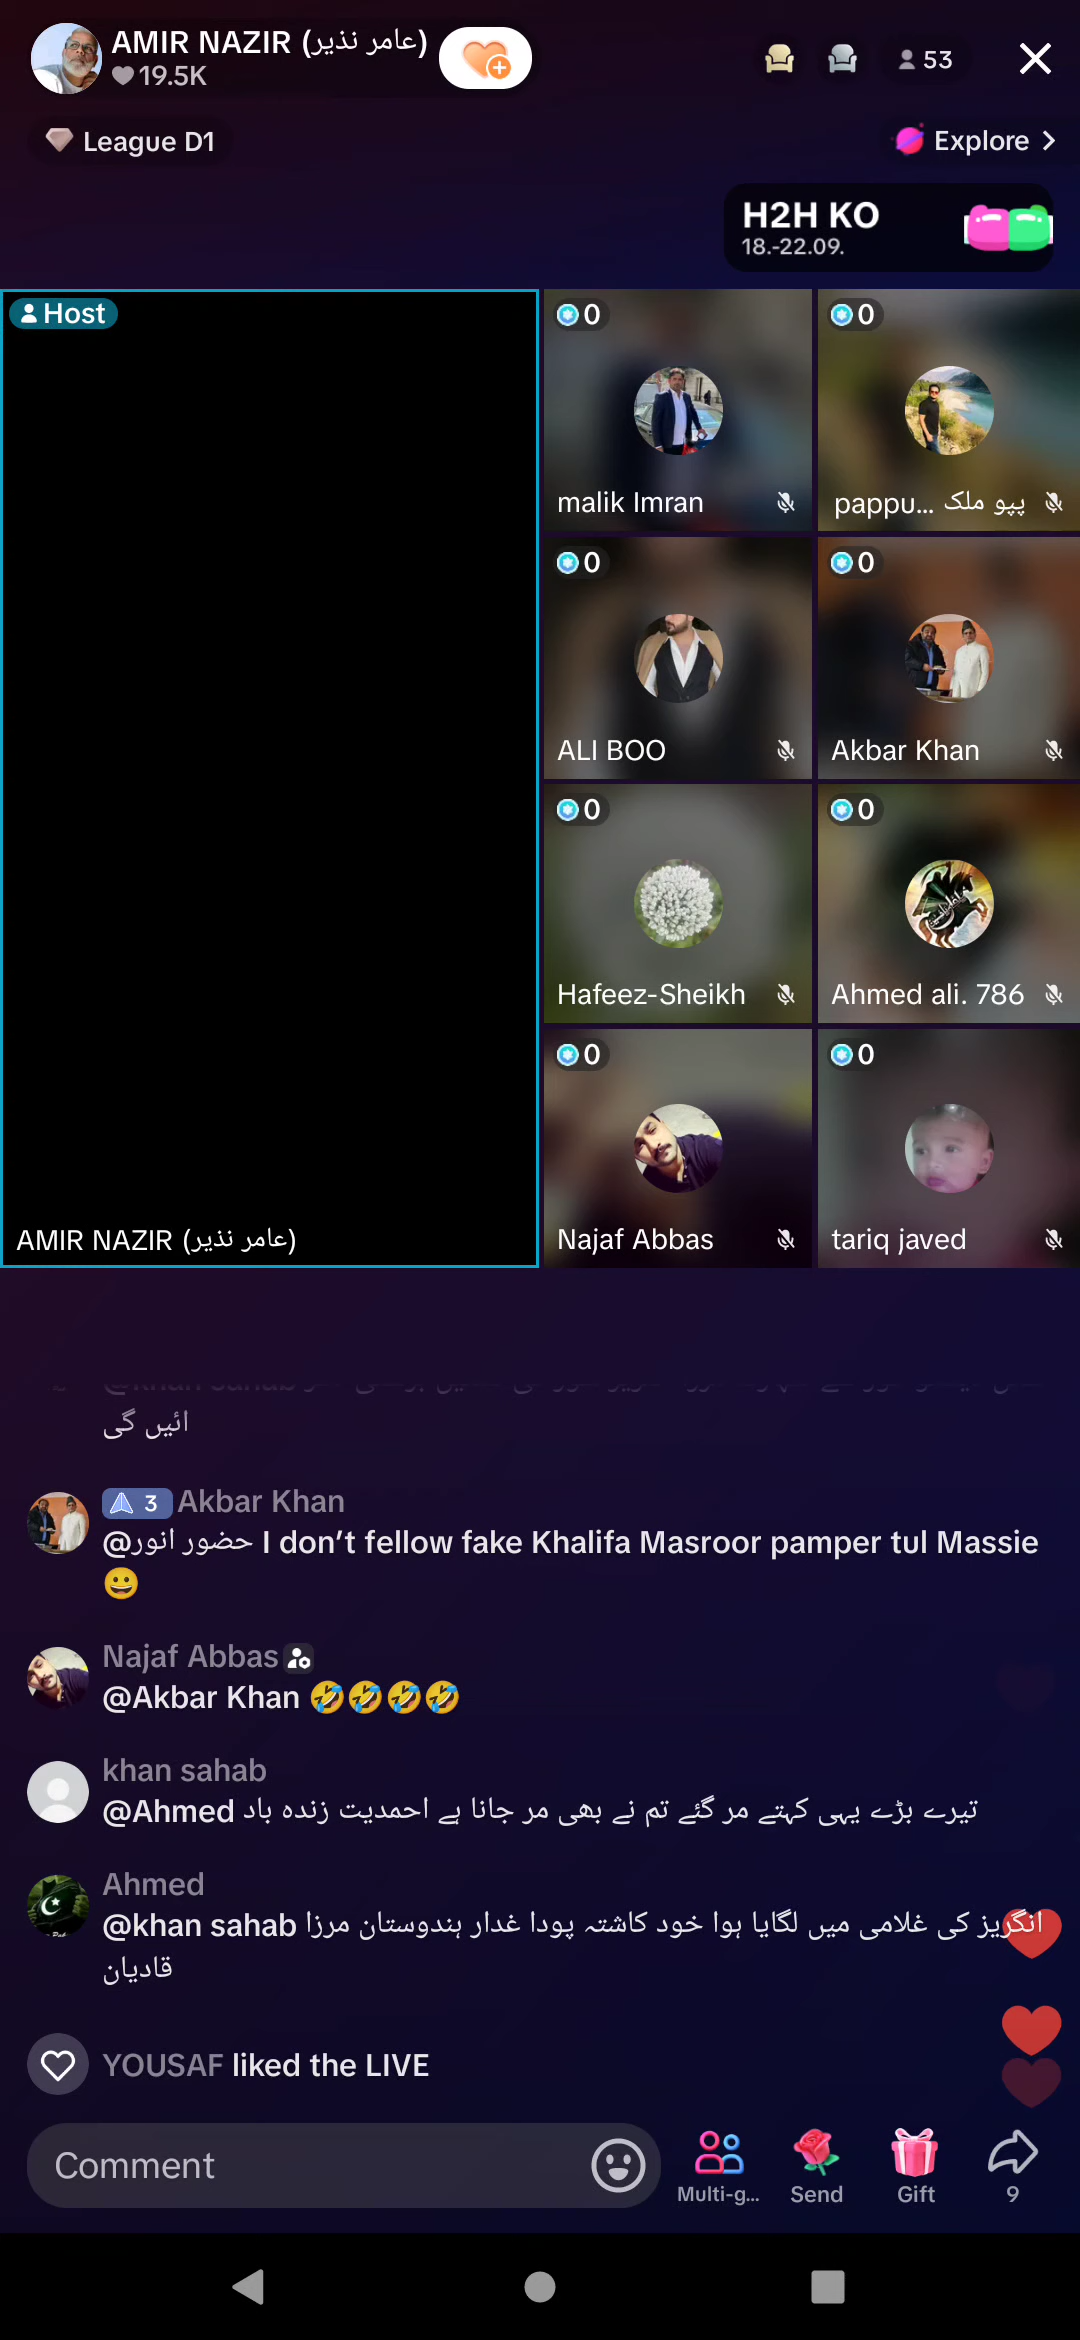 AMIR NAZIR (عامر نذیر)
19.5K
53
League D1
Explore
H2H KO
18.-22.09.
Host
0
0
malik Imran
pappu... پپو ملک
0
0
ALI BOO
Akbar Khan
0
0
Hafeez-Sheikh
Ahmed ali. 786
0
0
AMIR NAZIR (عامر نذیر)
Najaf Abbas
tariq javed
@khan sahab
ائیں گی
3 Akbar Khan
@حضور انور I don't fellow fake Khalifa Masroor pamper tul Massie
😀
Najaf Abbas
@Akbar Khan 🤣🤣🤣🤣
khan sahab
@Ahmed تیرے بڑے یہی کہتے مر گئے تم نے بھی مر جانا ہے احمدیت زندہ باد
Ahmed
@khan sahab انگریز کی غلامی میں لگایا ہوا خود کاشتہ پودا غدار ہندوستان مرزا
قادیان
YOUSAF liked the LIVE
Comment
Multi-g...
Send
Gift
9